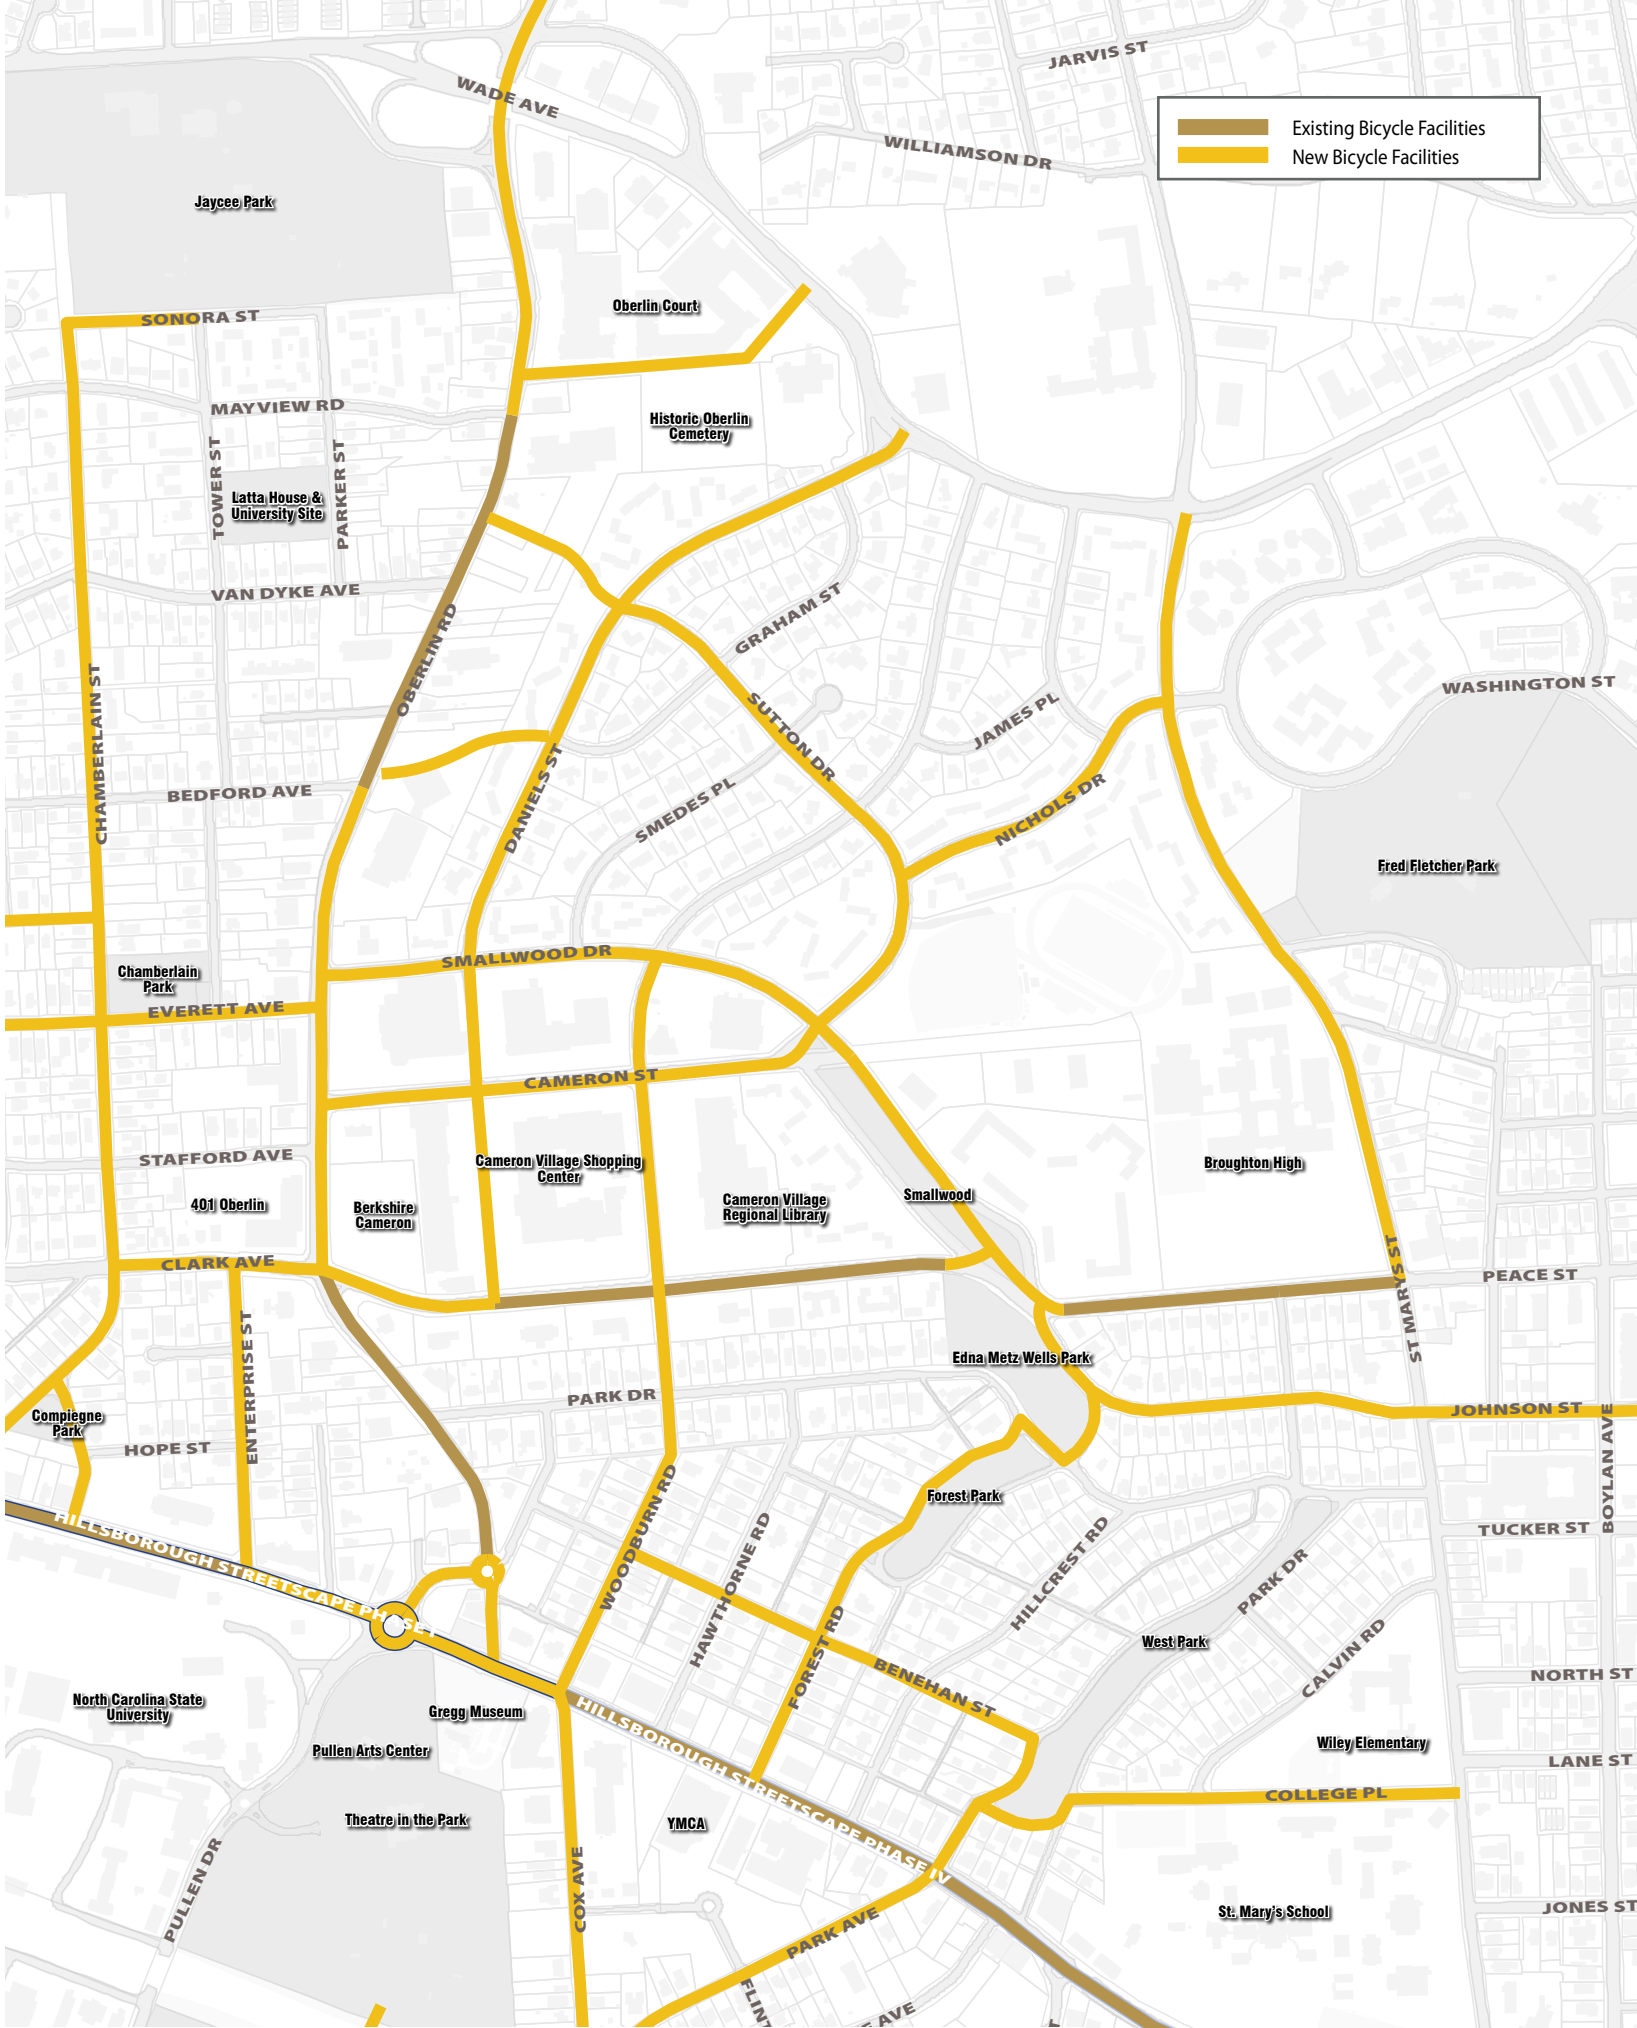 JARVIS ST
WADE AVE
Existing Bicycle Facilities
New Bicycle Facilities
WILLIAMSON DR
Jaycee Park
Oberlin Court
SONORA ST
MAYVIEW RD
Historic Oberlin
Cemetery
TOWER ST
PARKER ST
Latta House &
University Site
VAN DYKE AVE
GRAHAM ST
OBERLIN RD
WASHINGTON ST
CHAMBERLAIN ST
SUTTON DR
JAMES PL
BEDFORD AVE
DANIELS ST
SMEDES PL
NICHOLS DR
Fred Fletcher Park
SMALLWOOD DR
Chamberlain
Park
EVERETT AVE
CAMERON ST
STAFFORD AVE
Cameron Village Shopping
Center
Broughton High
401 Oberlin
Berkshire
Cameron
Cameron Village
Regional Library
Smallwood
CLARK AVE
ST MARYS ST
PEACE ST
ENTERPRISE ST
Edna Metz Wells Park
PARK DR
Compiegne
Park
JOHNSON ST
BOYLAN AVE
HOPE ST
WOODBURN RD
Forest Park
HILLSBOROUGH STREETSCAPE PHASE I
HAWTHORNE RD
HILLCREST RD
TUCKER ST
PARK DR
FOREST RD
West Park
CALVIN RD
BENEHAN ST
NORTH ST
North Carolina State
University
Gregg Museum
HILLSBOROUGH STREETSCAPE PHASE IV
Pullen Arts Center
Wiley Elementary
LANE ST
COLLEGE PL
Theatre in the Park
YMCA
PULLEN DR
COX AVE
PARK AVE
St. Mary's School
JONES ST
FLINT
AVE